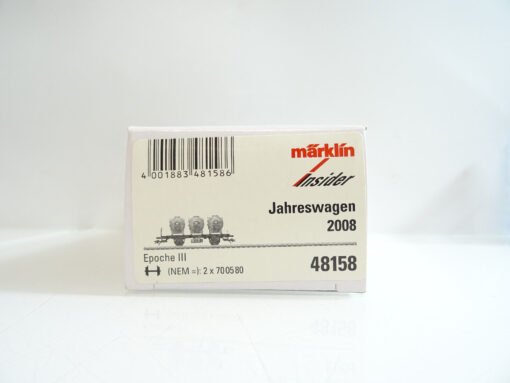 4 001883 481586
märklin
Insider
Jahreswagen
2008
Epoche III
(NEM =): 2 x 700580
48158